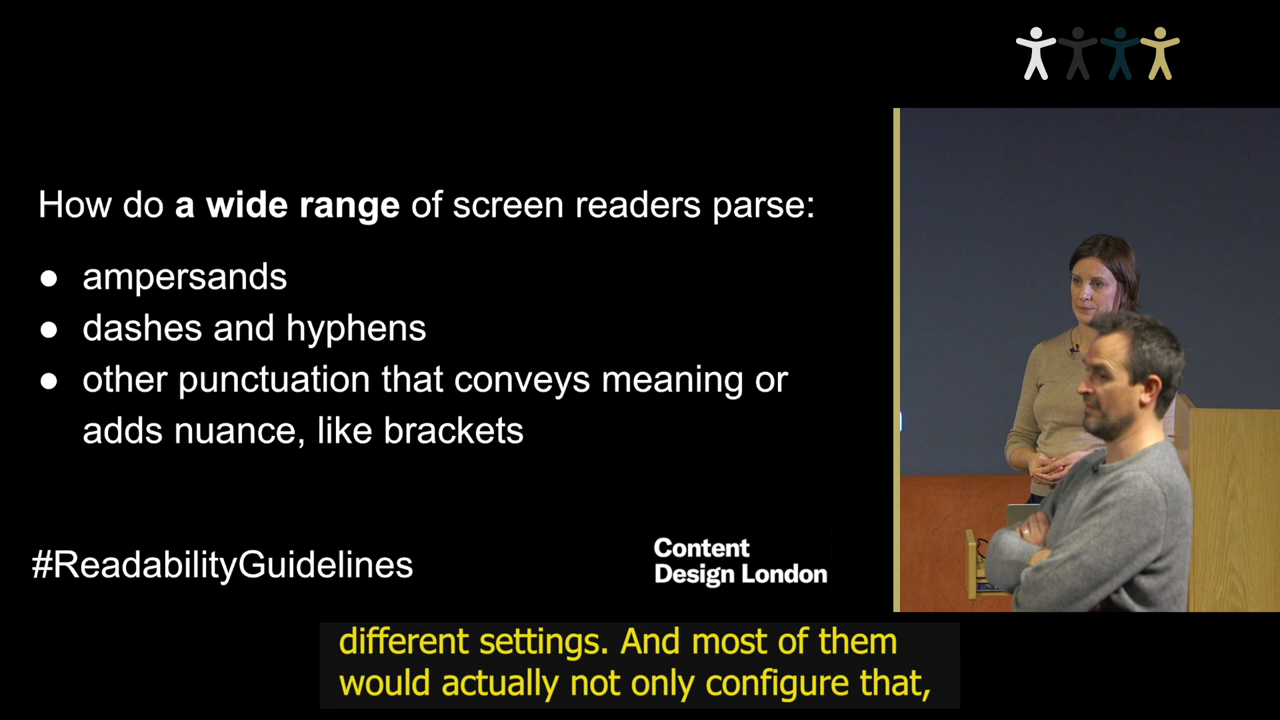 How do a wide range of screen readers parse:
● ampersands
● dashes and hyphens
● other punctuation that conveys meaning or
adds nuance, like brackets
#ReadabilityGuidelines
Content
Design London
different settings. And most of them
would actually not only configure that,